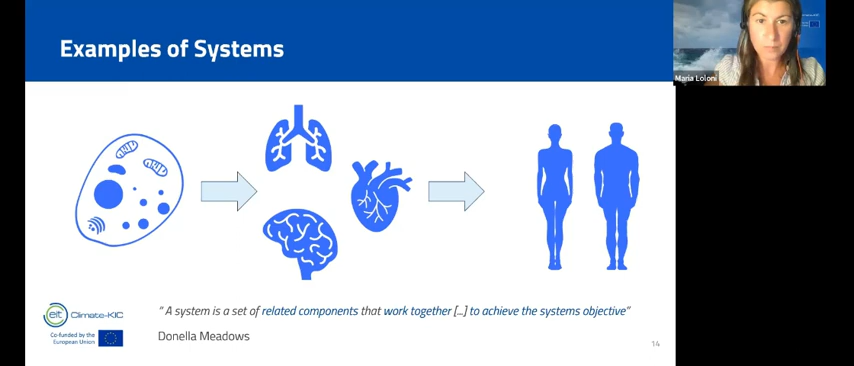 Examples of Systems
Maria Loloni
“ A system is a set of related components that work together [...] to achieve the systems objective”
Donella Meadows
eit Climate-KIC
Co-funded by the
European Union
14